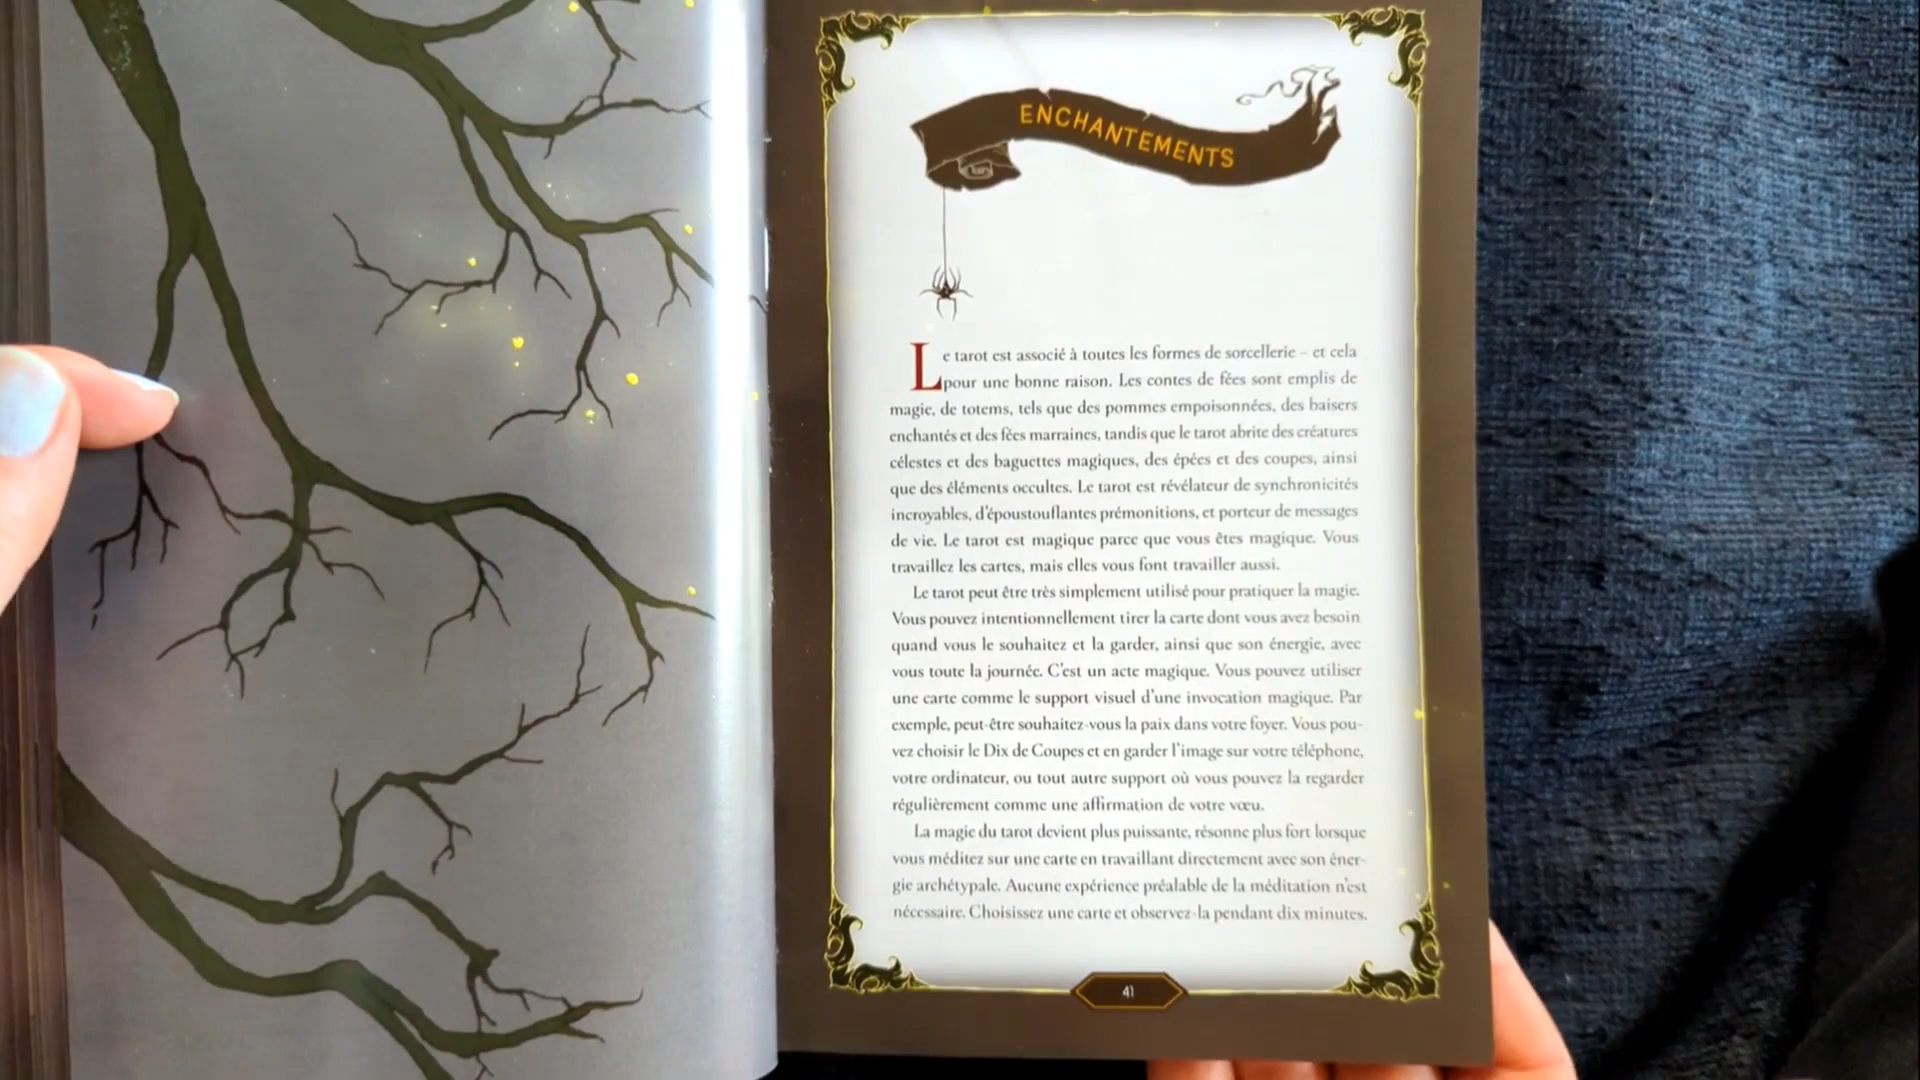 ENCHANTEMENTS
Le tarot est associé à toutes les formes de sorcellerie – et cela
pour une bonne raison. Les contes de fées sont emplis de
magie, de totems, tels que des pommes empoisonnées, des baisers
enchantés et des fées marraines, tandis que le tarot abrite des créatures
célestes et des baguettes magiques, des épées et des coupes, ainsi
que des éléments occultes. Le tarot est révélateur de synchronicités
incroyables, d'époustouflantes prémonitions, et porteur de messages
de vie. Le tarot est magique parce que vous êtes magique. Vous
travaillez les cartes, mais elles vous font travailler aussi.
Le tarot peut être très simplement utilisé pour pratiquer la magie.
Vous pouvez intentionnellement tirer la carte dont vous avez besoin
quand vous le souhaitez et la garder, ainsi que son énergie, avec
vous toute la journée. C'est un acte magique. Vous pouvez utiliser
une carte comme le support visuel d'une invocation magique. Par
exemple, peut-être souhaitez-vous la paix dans votre foyer. Vous pou-
vez choisir le Dix de Coupes et en garder l'image sur votre téléphone,
votre ordinateur, ou tout autre support où vous pouvez la regarder
régulièrement comme une affirmation de votre vœu.
La magie du tarot devient plus puissante, résonne plus fort lorsque
vous méditez sur une carte en travaillant directement avec son éner-
gie archétypale. Aucune expérience préalable de la méditation n'est
nécessaire. Choisissez une carte et observez-la pendant dix minutes.
41